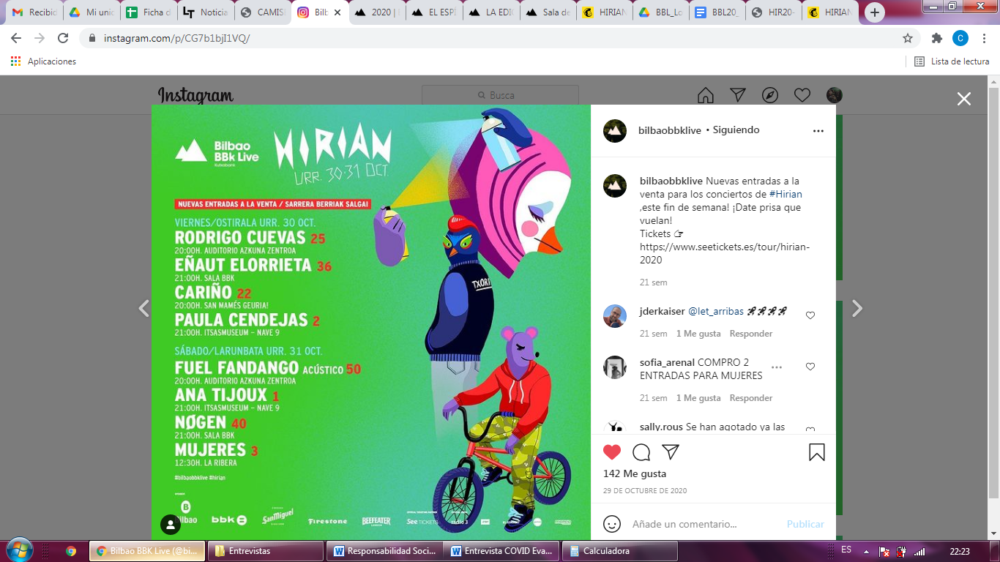 Recibid
Mi unid
Ficha d
Noticia
CAMIS
Bilb
2020 |
EL ESPÍ
LA EDI
Sala de
HIRIAN
BBL_Lo
BBL20_
HIR20-
HIRIAN
instagram.com/p/CG7b1bjI1VQ/
C
Aplicaciones
Lista de lectura
Instagram
Busca
Bilbao
BBk Live
Kutxabank
HIRIAN
URR. 30·31 OCT.
NUEVAS ENTRADAS A LA VENTA / SARRERA BERRIAK SALGAI
VIERNES/OSTIRALA URR. 30 OCT.
RODRIGO CUEVAS 25
20:00H. AUDITORIO AZKUNA ZENTROA
EÑAUT ELORRIETA 36
21:00H. SALA BBK
CARIÑO 22
20:00H. SAN MAMÉS GEURIA!
PAULA CENDEJAS 2
21:00H. ITSASMUSEUM – NAVE 9
SÁBADO/LARUNBATA URR. 31 OCT.
FUEL FANDANGO ACÚSTICO 50
20:00H. AUDITORIO AZKUNA ZENTROA
ANA TIJOUX 1
21:00H. ITSASMUSEUM – NAVE 9
NØGEN 40
21:00H. SALA BBK
MUJERES 3
12:30H. LA RIBERA
#bilbaobbklive #hirian
TXORI
Bilbao
bbk
San Miguel
Firestone
BEEFEATER
LONDON
See TICKETS
radio 3
bilbaobbklive • Siguiendo
bilbaobbklive Nuevas entradas a la
venta para los conciertos de #Hirian
,este fin de semana! ¡Date prisa que
vuelan!
Tickets 👉
https://www.seetickets.es/tour/hirian-
2020
21 sem
jderkaiser @let_arribas 🚀🚀🚀🚀
21 sem 1 Me gusta Responder
sofia_arenal COMPRO 2
ENTRADAS PARA MUJERES
21 sem 1 Me gusta Responder
sally.rous Se han agotado ya las
142 Me gusta
29 DE OCTUBRE DE 2020
Añade un comentario...
Publicar
Bilbao BBK Live (@bi...
Entrevistas
Responsabilidad Soci...
Entrevista COVID Eva...
Calculadora
ES
22:23